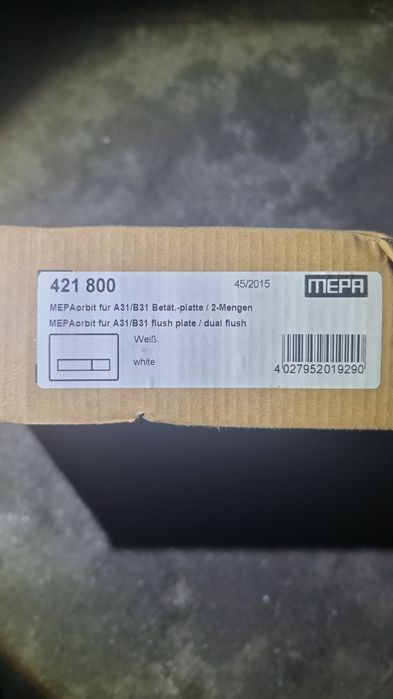 421 800 45/2015 MEPA
MEPAorbit für A31/B31 Betät.-platte / 2-Mengen
MEPAorbit für A31/B31 flush plate / dual flush
Weiß
white
4 027952 019290